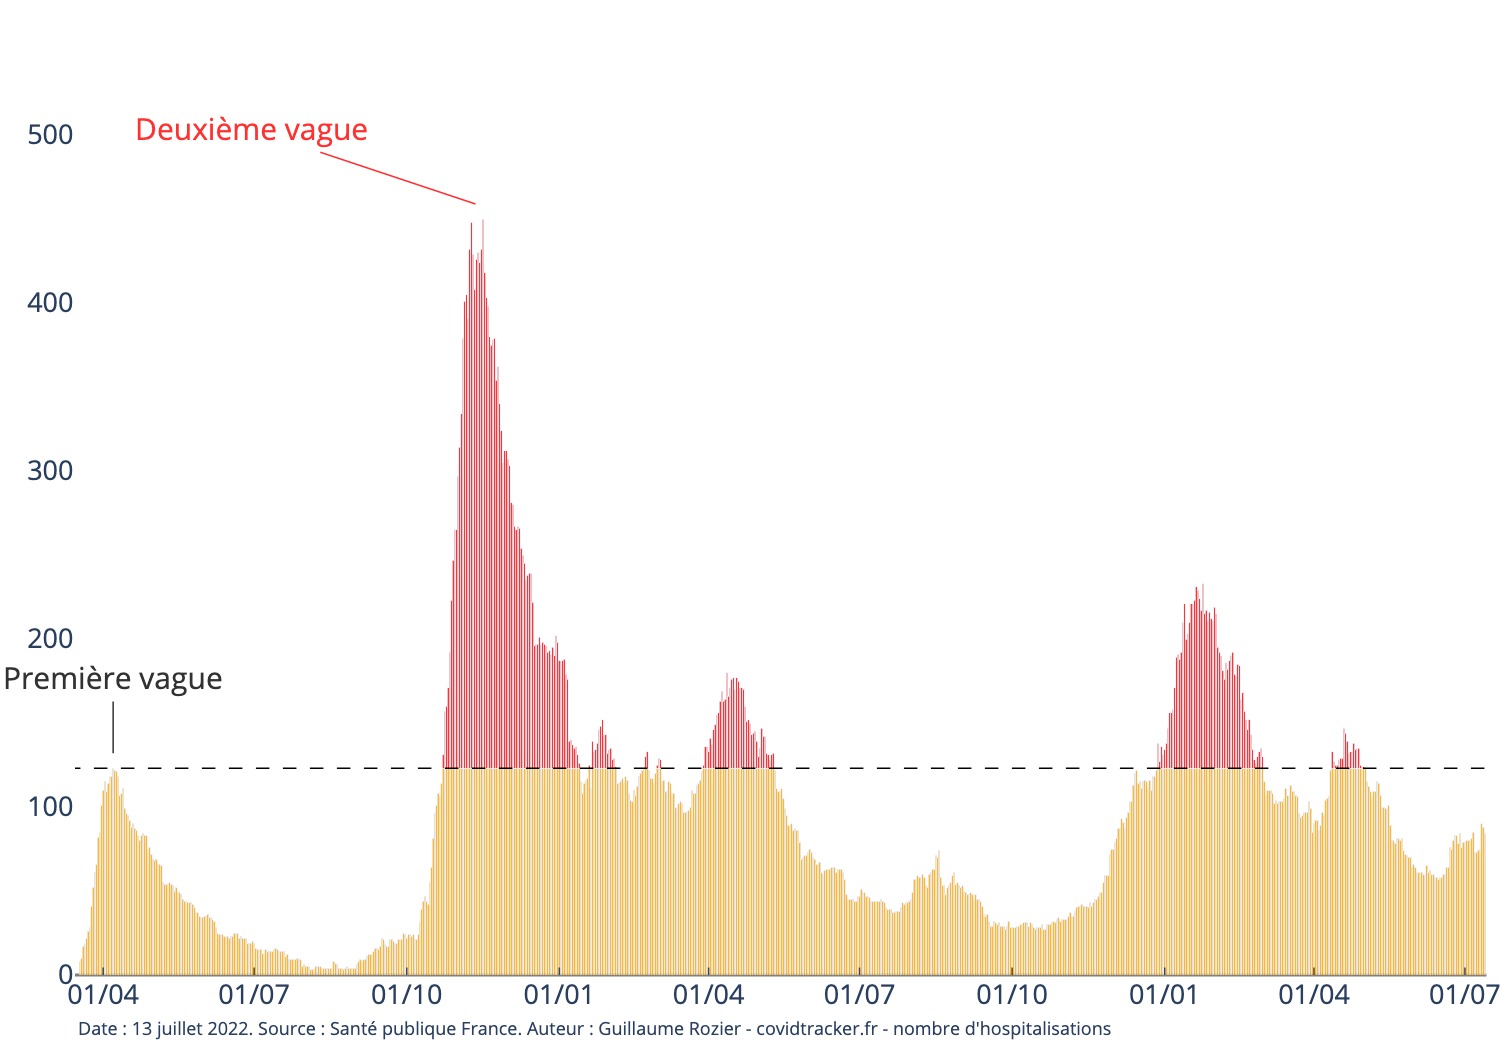 500
Deuxième vague
400
300
200
Première vague
100
0
01/04 01/07 01/10 01/01 01/04 01/07 01/10 01/01 01/04 01/07
Date : 13 juillet 2022. Source : Santé publique France. Auteur : Guillaume Rozier - covidtracker.fr - nombre d'hospitalisations